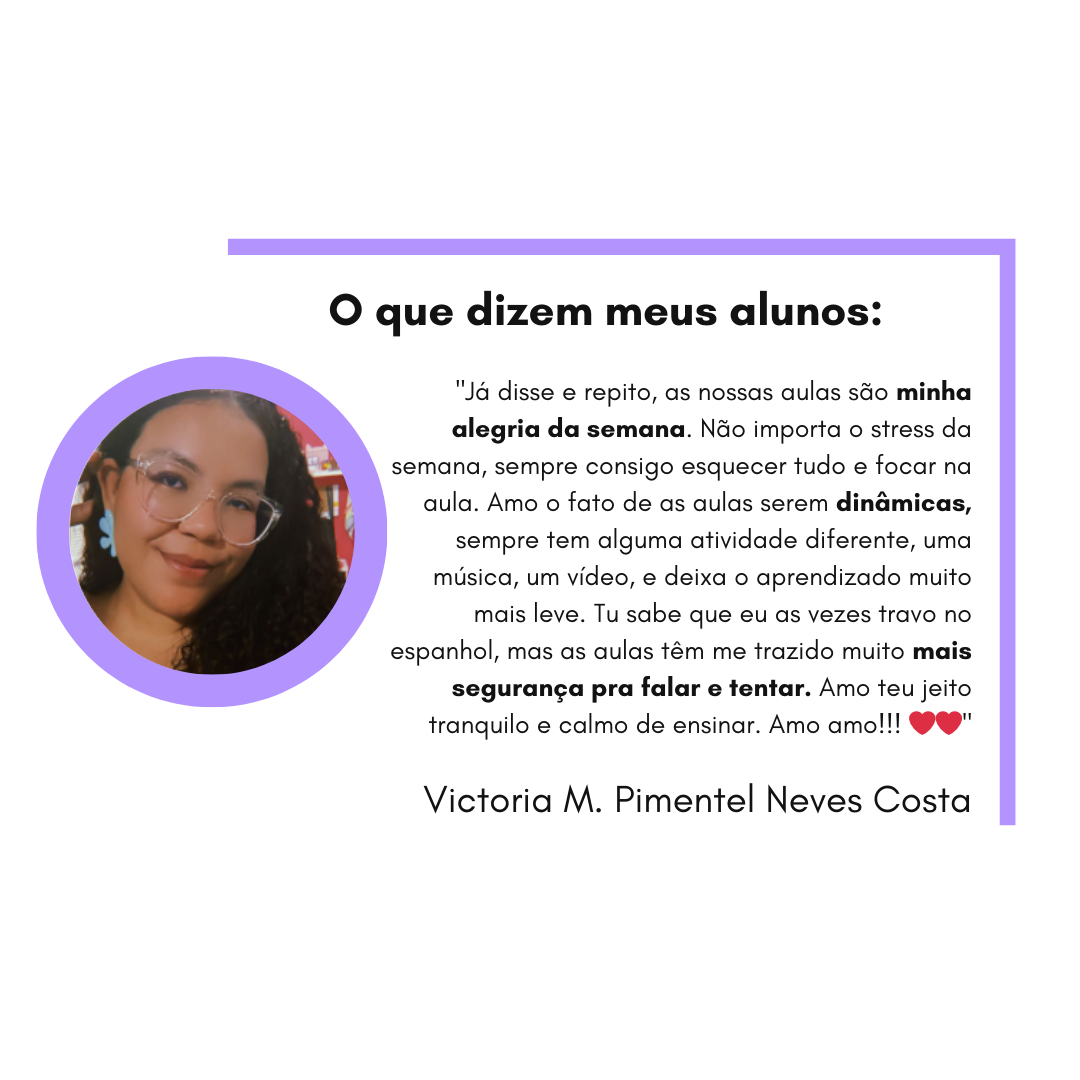 O que dizem meus alunos:
"Já disse e repito, as nossas aulas são minha
alegria da semana. Não importa o stress da
semana, sempre consigo esquecer tudo e focar na
aula. Amo o fato de as aulas serem dinâmicas,
sempre tem alguma atividade diferente, uma
música, um vídeo, e deixa o aprendizado muito
mais leve. Tu sabe que eu as vezes travo no
espanhol, mas as aulas têm me trazido muito mais
segurança pra falar e tentar. Amo teu jeito
tranquilo e calmo de ensinar. Amo amo!!! ❤️❤️"
Victoria M. Pimentel Neves Costa